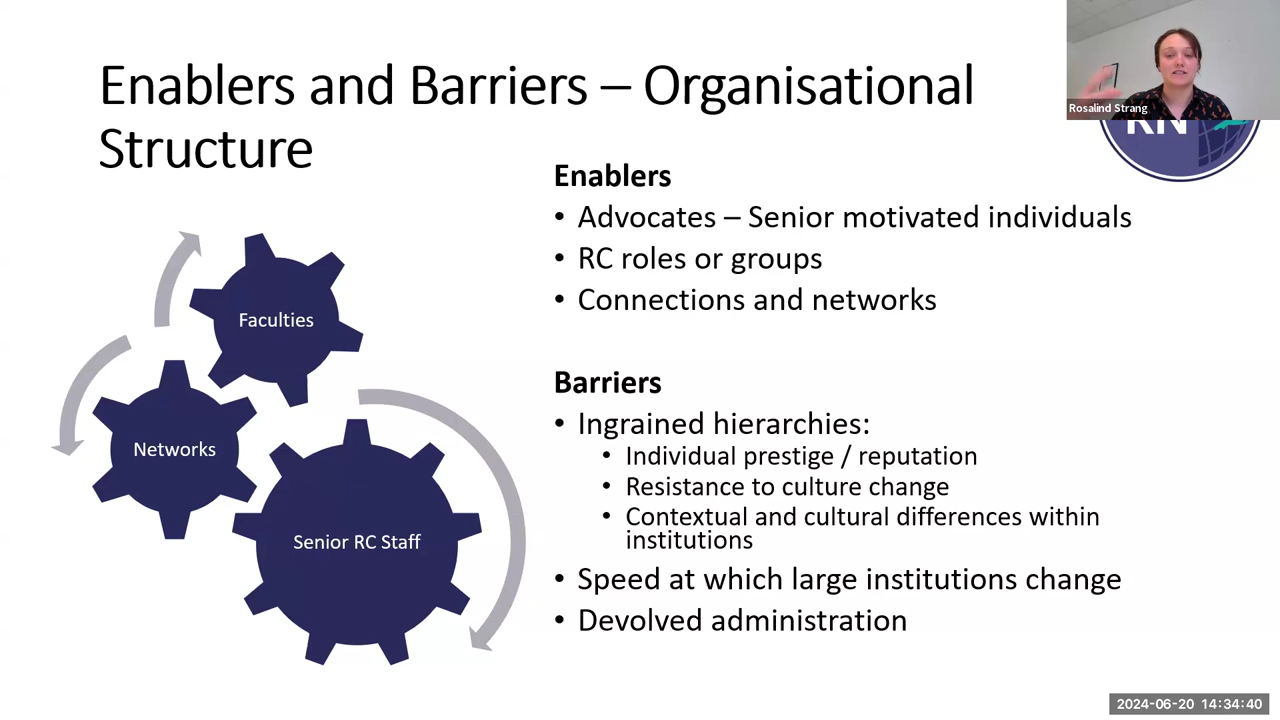 Enablers and Barriers – Organisational
Structure
Rosalind Strang
RN
Enablers
• Advocates – Senior motivated individuals
• RC roles or groups
• Connections and networks
Barriers
• Ingrained hierarchies:
• Individual prestige / reputation
• Resistance to culture change
• Contextual and cultural differences within
institutions
• Speed at which large institutions change
• Devolved administration
Faculties
Networks
Senior RC Staff
2024-06-20 14:34:40